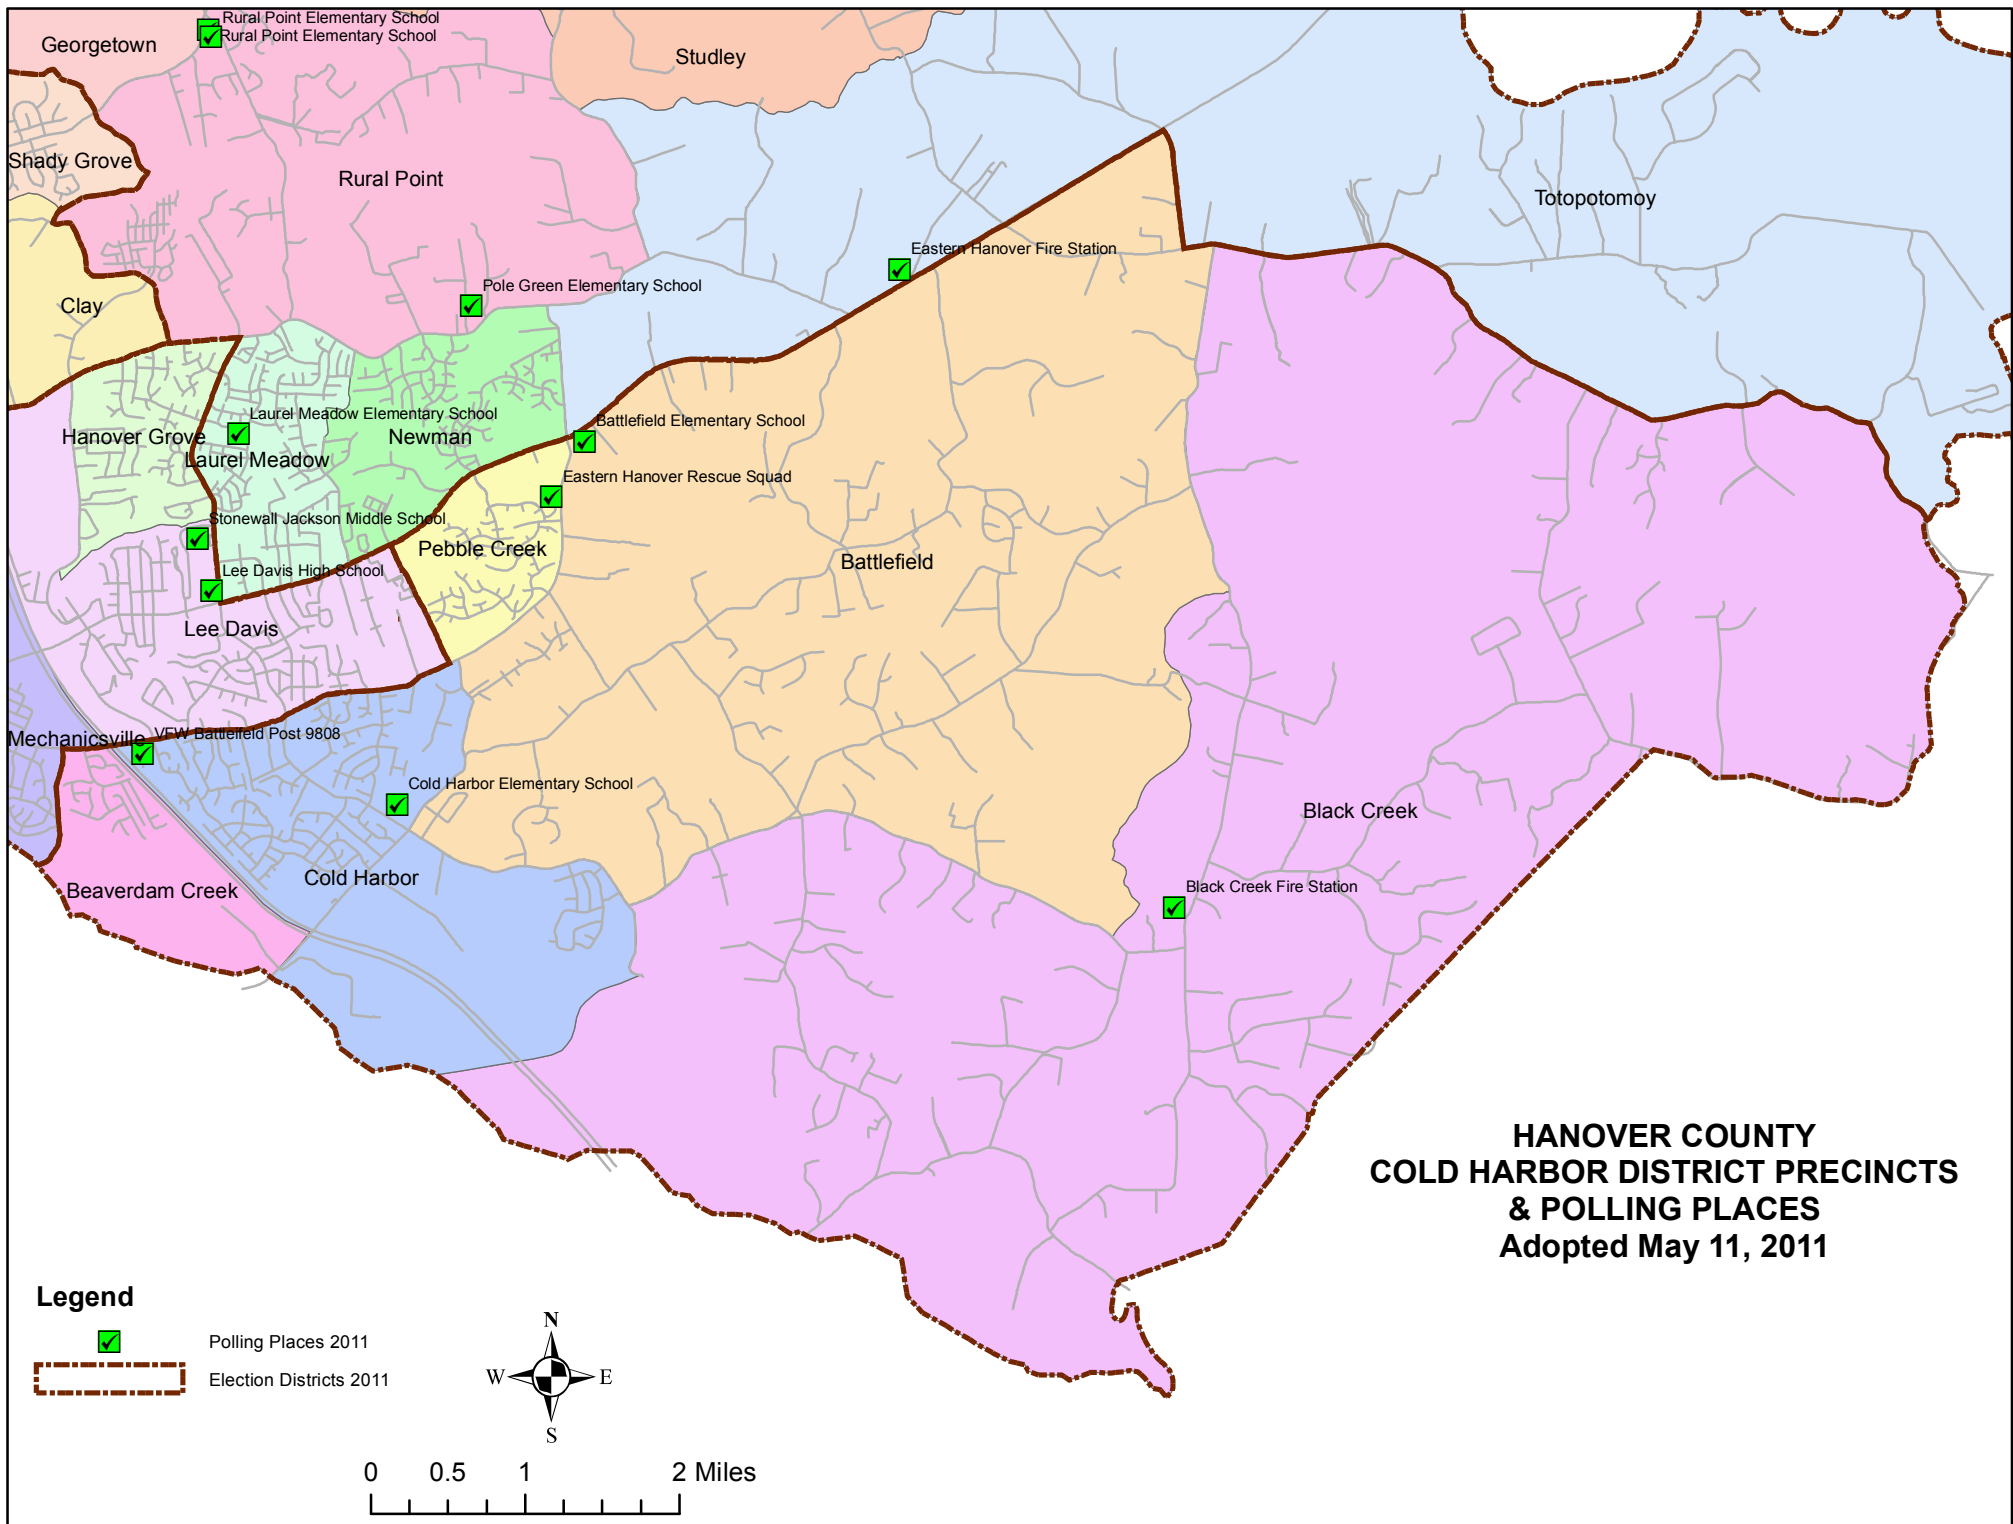 Rural Point Elementary School
Rural Point Elementary School
Georgetown
Studley
Shady Grove
Rural Point
Totopotomoy
Eastern Hanover Fire Station
Pole Green Elementary School
Clay
Laurel Meadow Elementary School
Battlefield Elementary School
Hanover Grove
Newman
Laurel Meadow
Eastern Hanover Rescue Squad
Stonewall Jackson Middle School
Pebble Creek
Battlefield
Lee Davis High School
Lee Davis
VFW Battlefield Post 9808
Mechanicsville
Cold Harbor Elementary School
Black Creek
Cold Harbor
Beaverdam Creek
Black Creek Fire Station
HANOVER COUNTY
COLD HARBOR DISTRICT PRECINCTS
& POLLING PLACES
Adopted May 11, 2011
Legend
Polling Places 2011
Election Districts 2011
N
W E
S
0 0.5 1 2 Miles